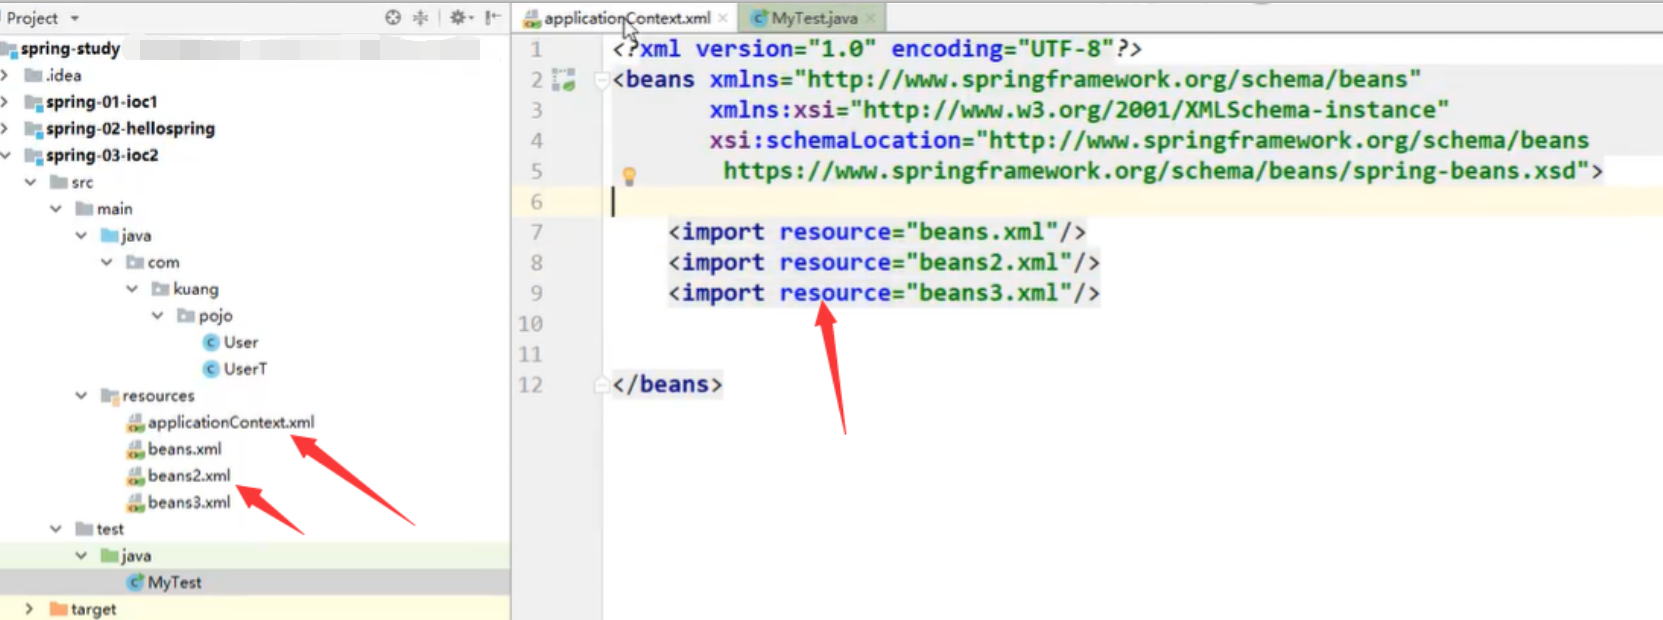 Project
spring-study
.idea
spring-01-ioc1
spring-02-hellospring
spring-03-ioc2
src
main
java
com
kuang
pojo
User
UserT
resources
applicationContext.xml
beans.xml
beans2.xml
beans3.xml
test
java
MyTest
target
applicationContext.xml
MyTest.java
1 <?xml version="1.0" encoding="UTF-8"?>
2 <beans xmlns="http://www.springframework.org/schema/beans"
3 xmlns:xsi="http://www.w3.org/2001/XMLSchema-instance"
4 xsi:schemaLocation="http://www.springframework.org/schema/beans
5 https://www.springframework.org/schema/beans/spring-beans.xsd">
6
7 <import resource="beans.xml"/>
8 <import resource="beans2.xml"/>
9 <import resource="beans3.xml"/>
10
11
12 </beans>